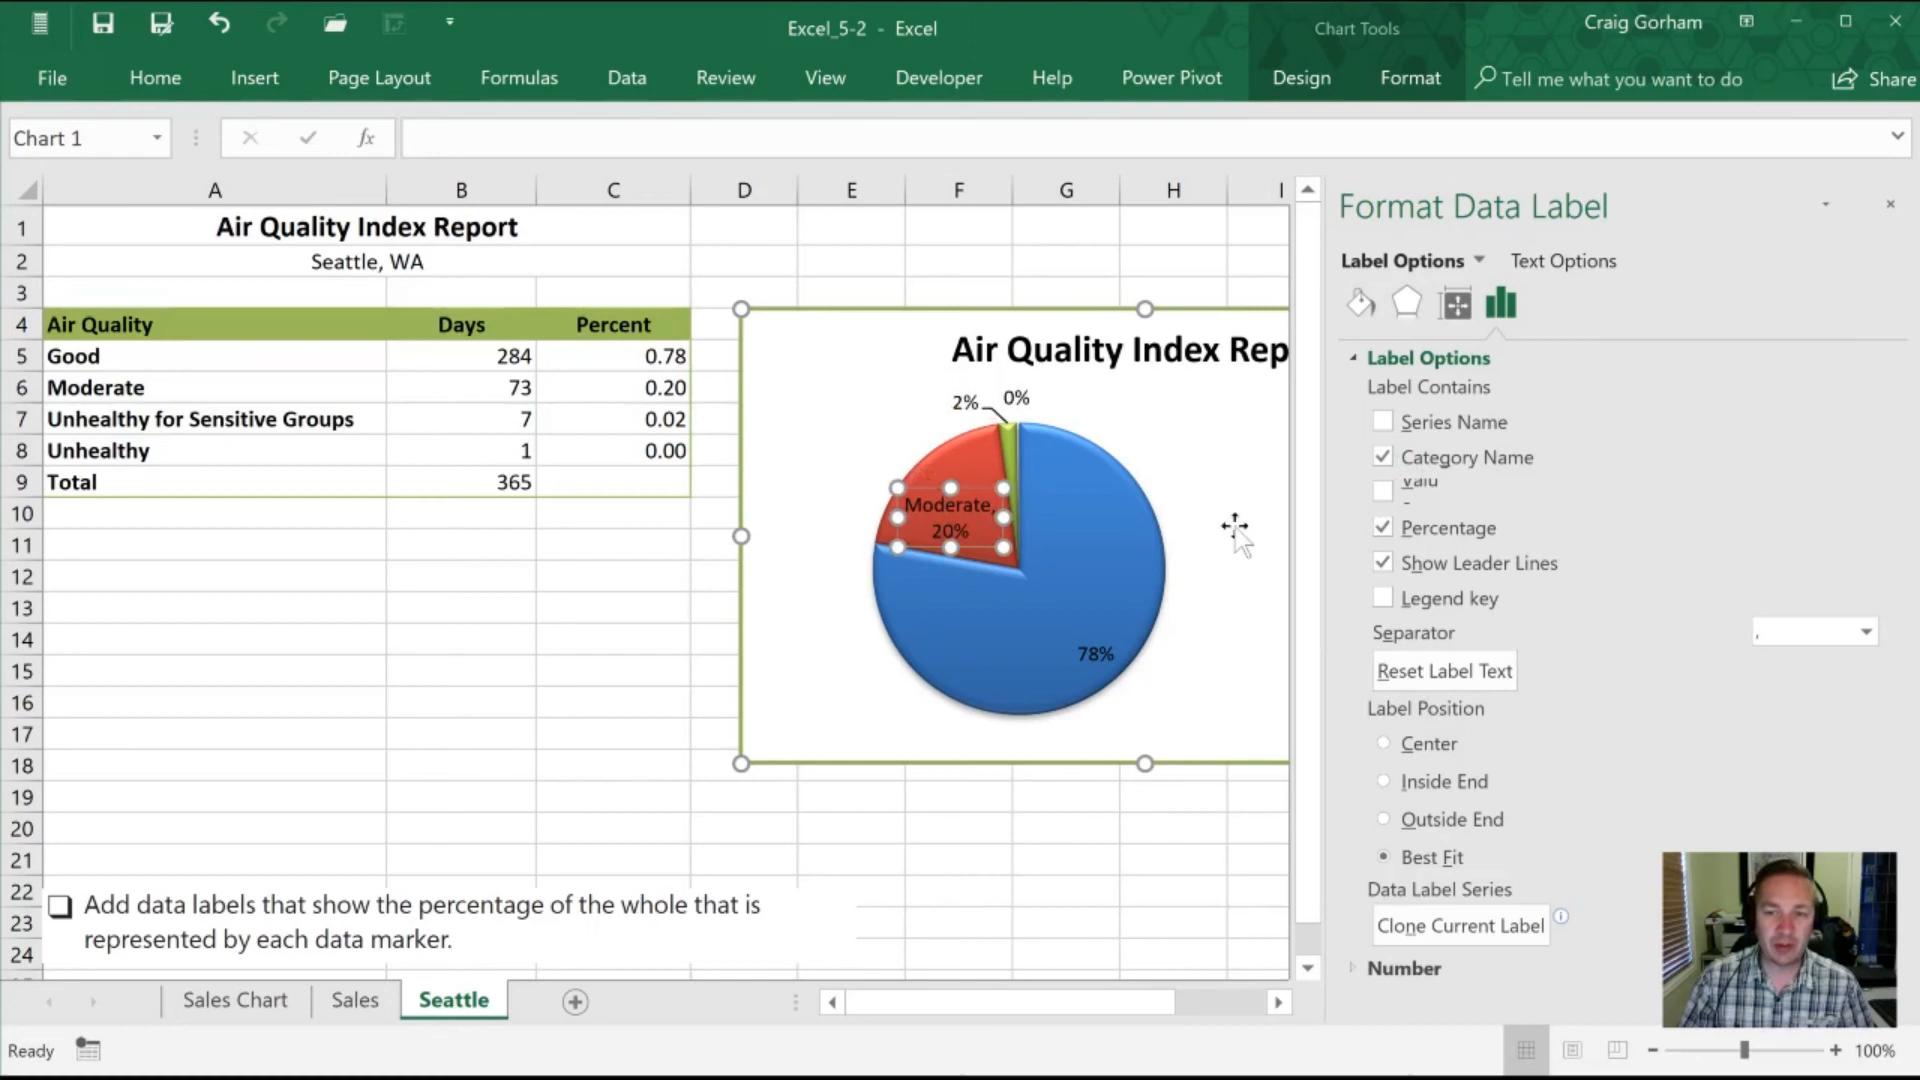 Excel_5-2 - Excel
Chart Tools
Craig Gorham
File Home Insert Page Layout Formulas Data Review View Developer Help Power Pivot Design Format Tell me what you want to do Share
Chart 1
fx
A B C D E F G H I
1 Air Quality Index Report
2 Seattle, WA
3
4 Air Quality Days Percent
5 Good 284 0.78
6 Moderate 73 0.20
7 Unhealthy for Sensitive Groups 7 0.02
8 Unhealthy 1 0.00
9 Total 365
10
11
12
13
14
15
16
17
18
19
20
21
22
23
24
Air Quality Index Rep
2% 0%
Moderate,
20%
78%
Add data labels that show the percentage of the whole that is
represented by each data marker.
Format Data Label
Label Options Text Options
Label Options
Label Contains
Series Name
Category Name
Percentage
Show Leader Lines
Legend key
Separator ,
Reset Label Text
Label Position
Center
Inside End
Outside End
Best Fit
Data Label Series
Clone Current Label
Number
Sales Chart Sales Seattle
Ready
100%